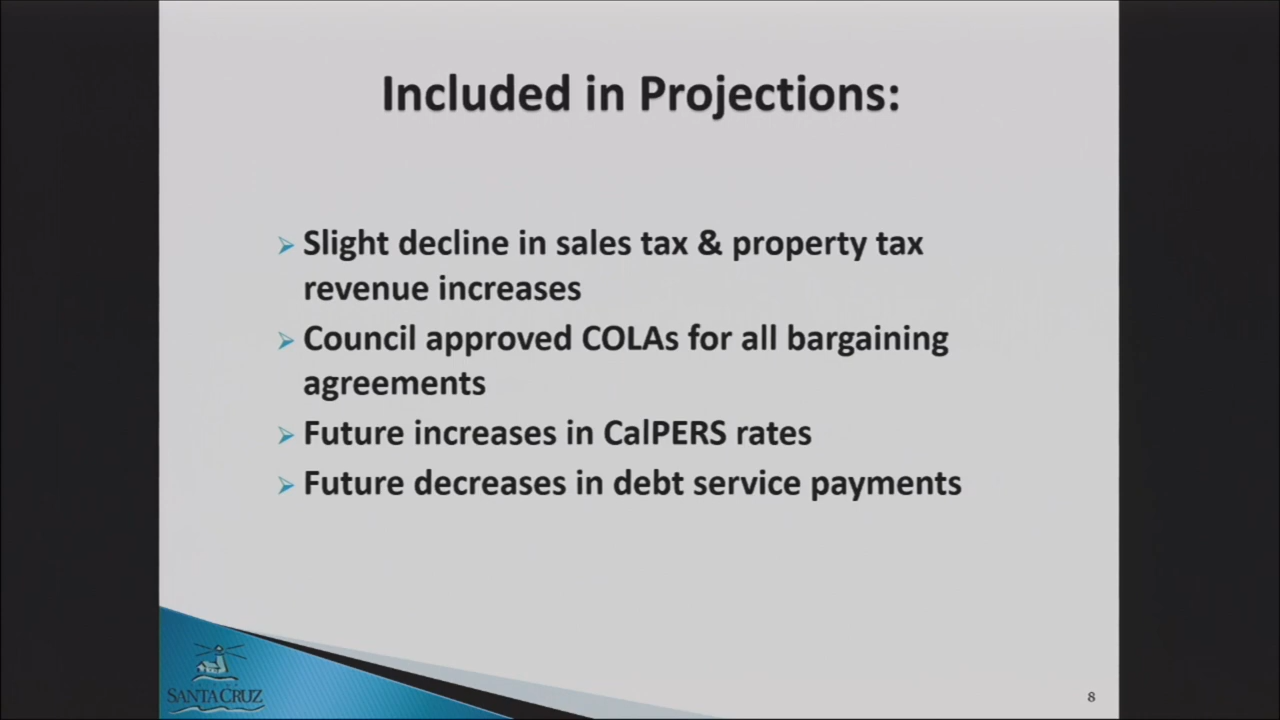 Included in Projections:
Slight decline in sales tax & property tax
revenue increases
Council approved COLAs for all bargaining
agreements
Future increases in CalPERS rates
Future decreases in debt service payments
SANTA CRUZ
8